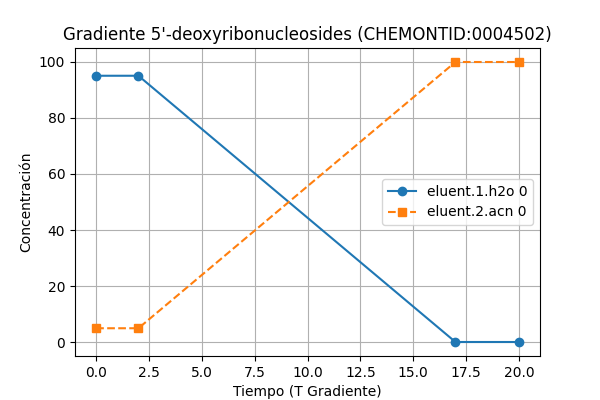 Gradiente 5'-deoxyribonucleosides (CHEMONTID:0004502)
100
80
60
40
20
0
Concentración
eluent.1.h2o 0
eluent.2.acn 0
0.0 2.5 5.0 7.5 10.0 12.5 15.0 17.5 20.0
Tiempo (T Gradiente)